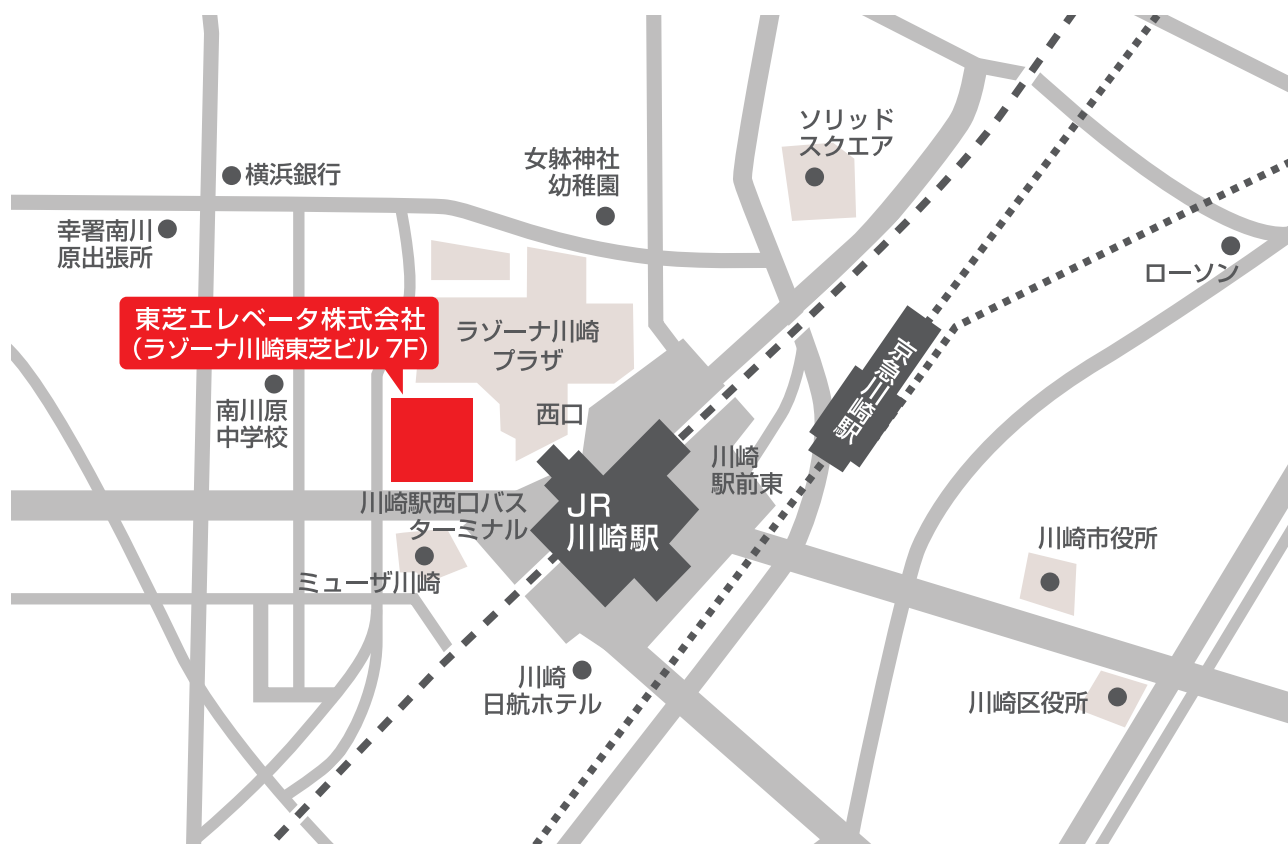 ソリッド
スクエア
女躰神社
幼稚園
横浜銀行
幸署南川
原出張所
ローソン
東芝エレベータ株式会社
（ラゾーナ川崎東芝ビル 7F）
ラゾーナ川崎
プラザ
京急川崎駅
南川原
中学校
西口
川崎
駅前東
川崎駅西口バス
ターミナル
JR
川崎駅
川崎市役所
ミューザ川崎
川崎
日航ホテル
川崎区役所